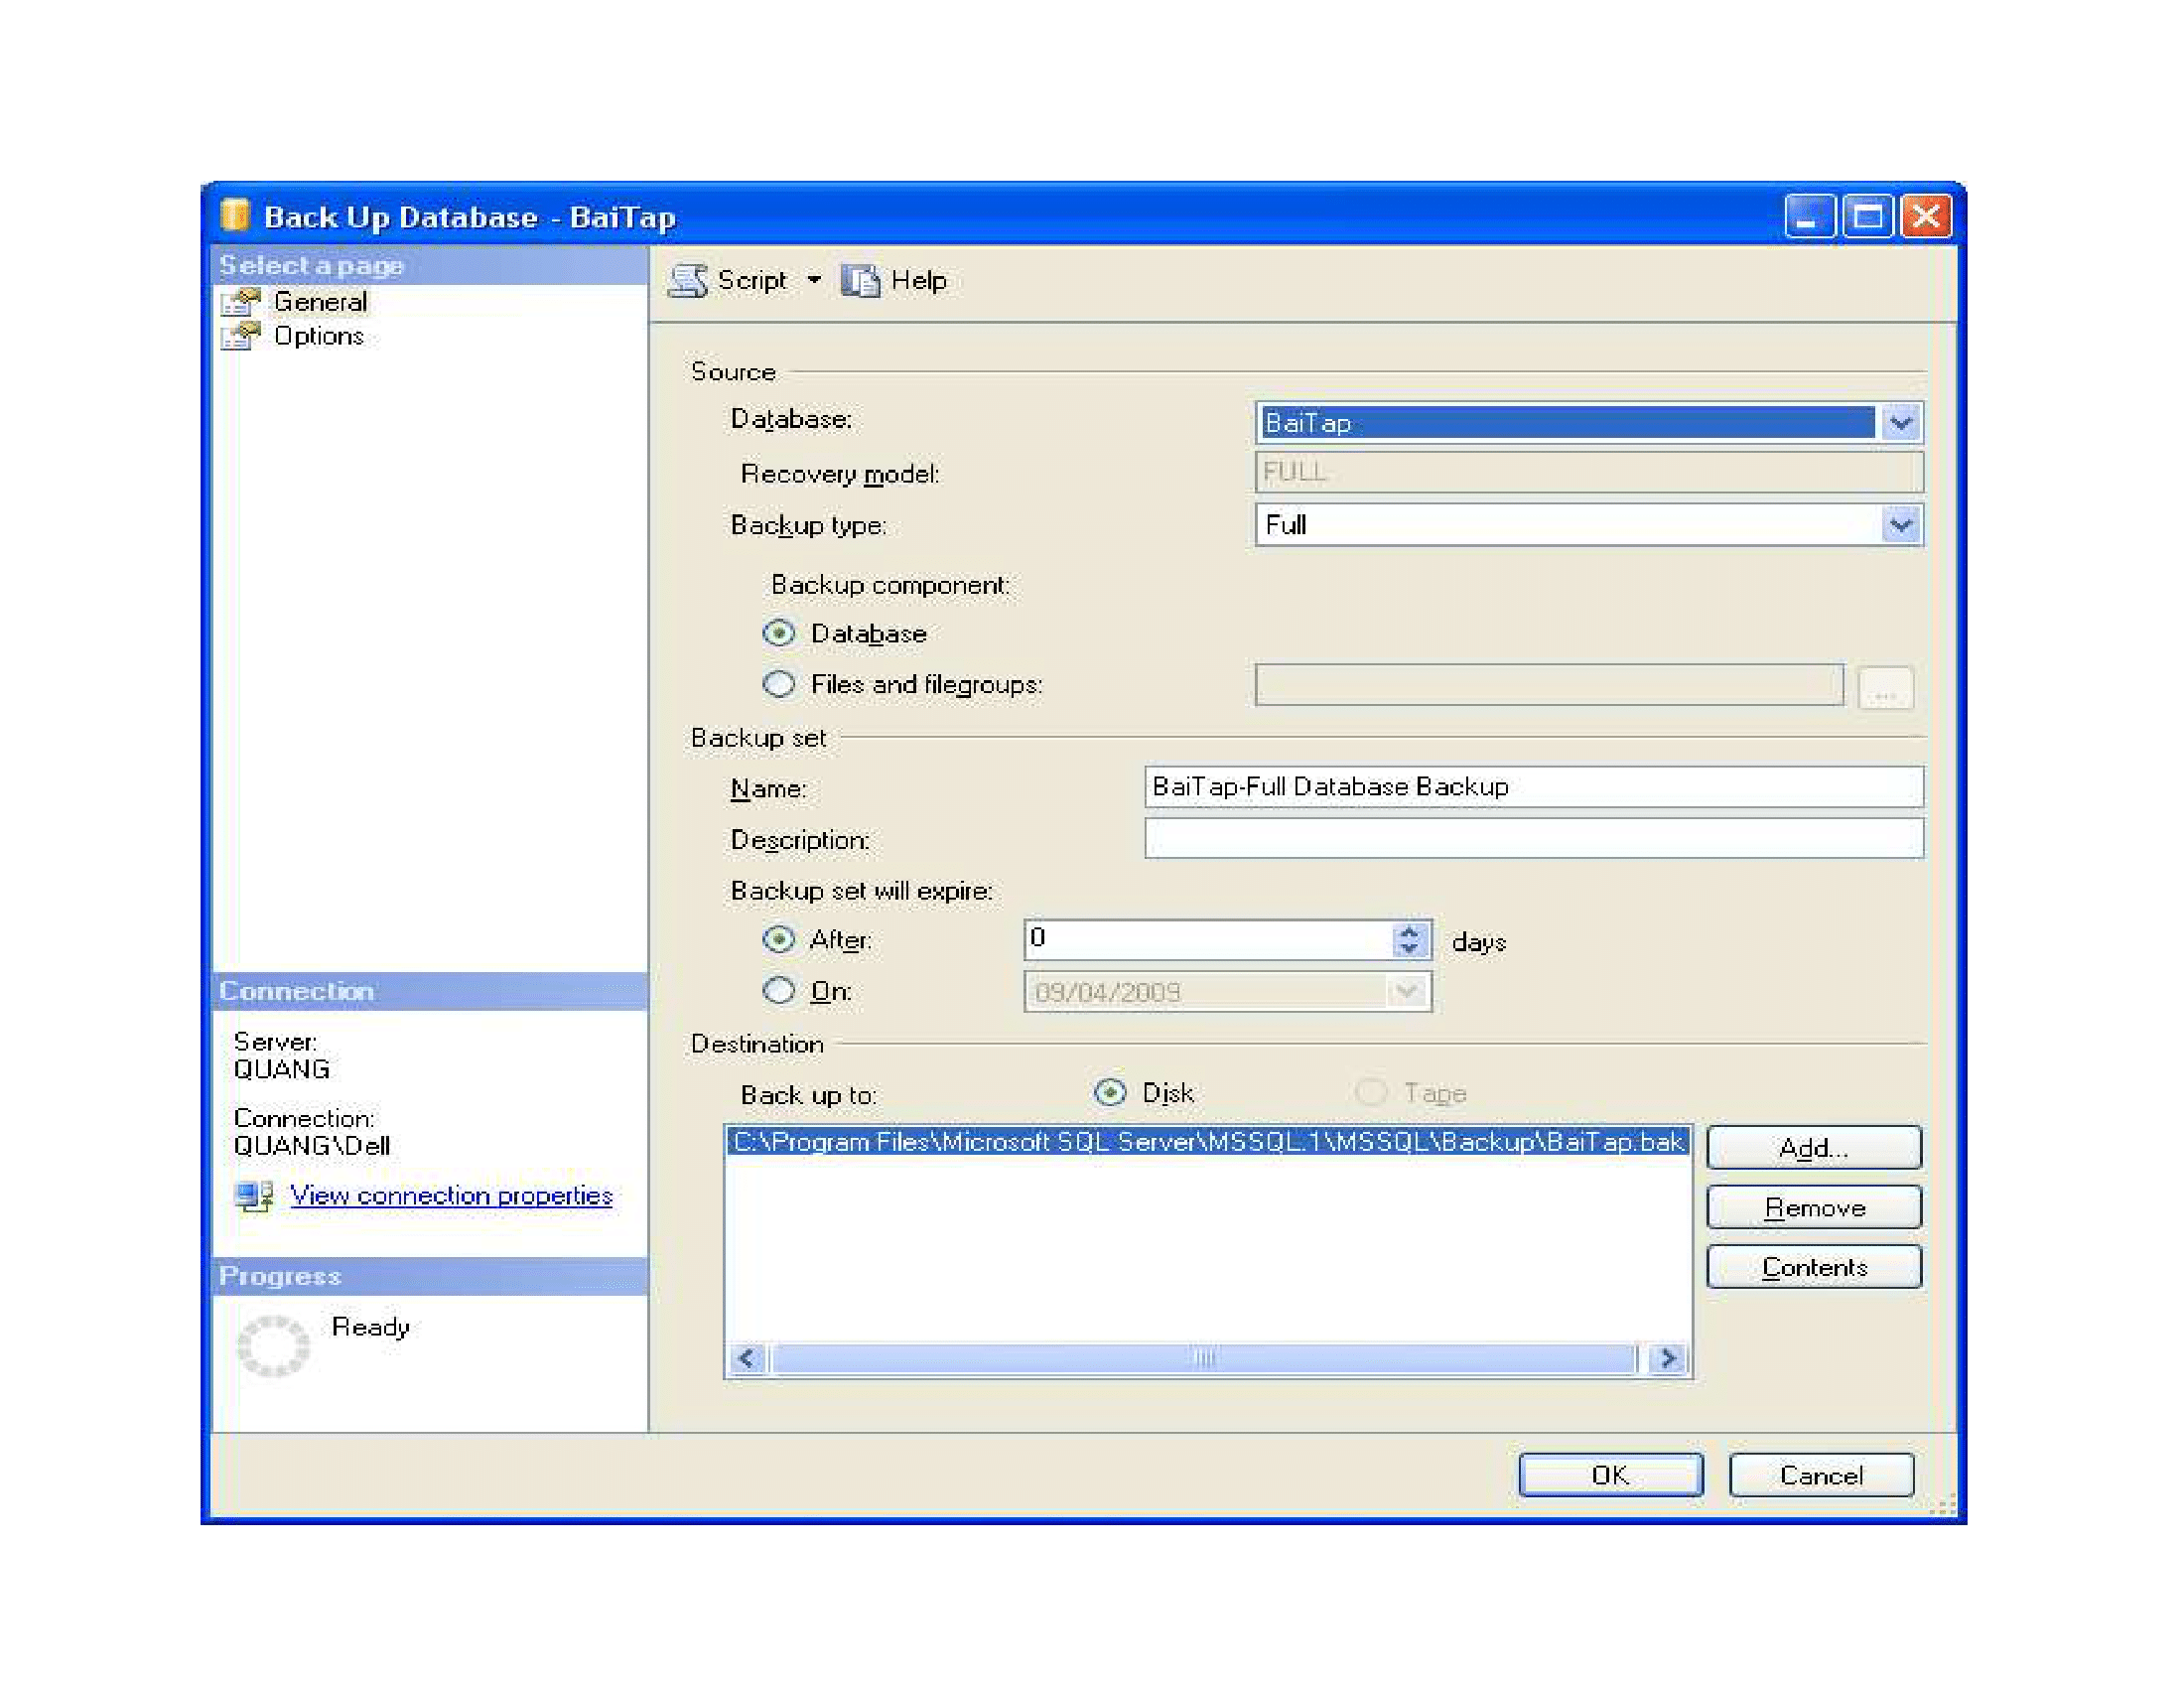 Back Up Database - BaiTap
Select a page
General
Options
Script
Help
Source
Database:
BaiTap
Recovery model:
FULL
Backup type:
Full
Backup component:
Database
Files and filegroups:
...
Backup set
Name:
BaiTap-Full Database Backup
Description:
Backup set will expire:
After:
0
days
On:
09/04/2009
Destination
Back up to:
Disk
Tape
C:\Program Files\Microsoft SQL Server\MSSQL.1\MSSQL\Backup\BaiTap.bak
Add...
Remove
Contents
Connection
Server:
QUANG
Connection:
QUANG\Dell
View connection properties
Progress
Ready
OK
Cancel